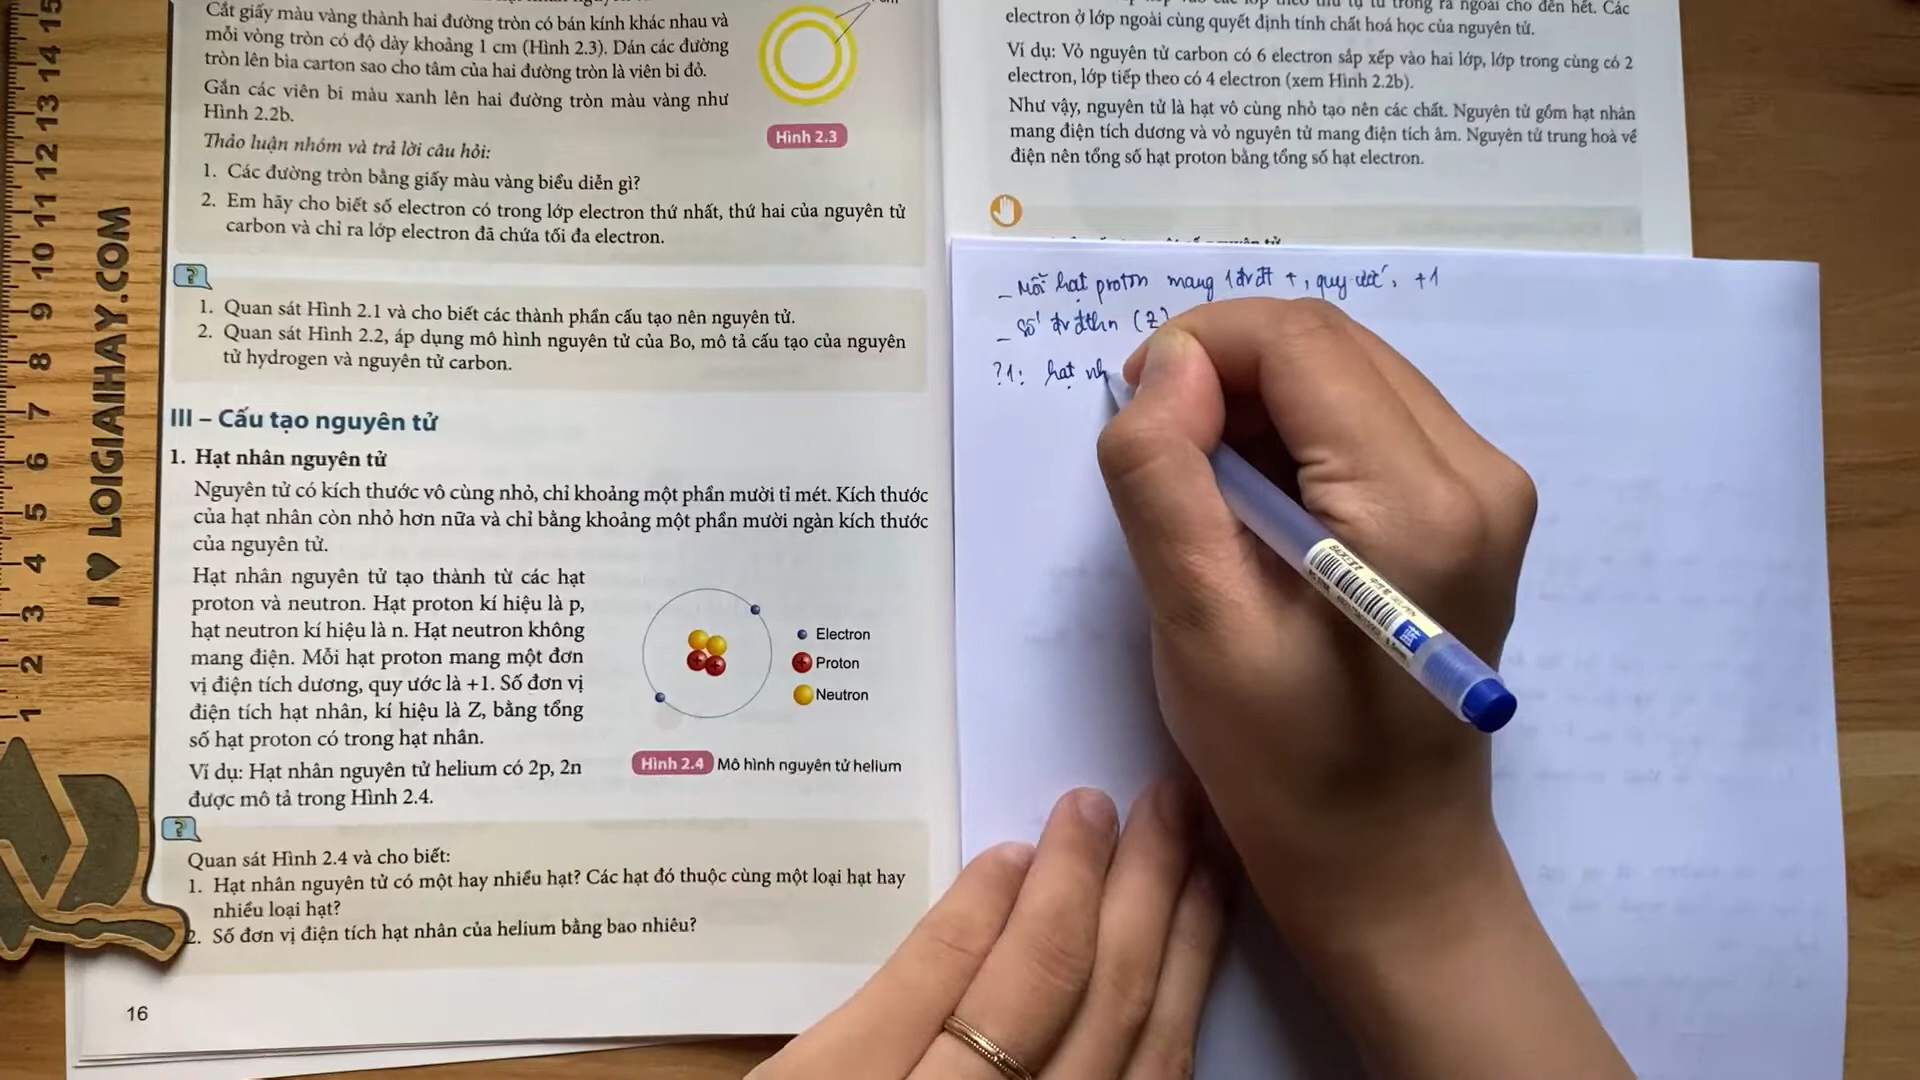 Cắt giấy màu vàng thành hai đường tròn có bán kính khác nhau và
mỗi vòng tròn có độ dày khoảng 1 cm (Hình 2.3). Dán các đường
tròn lên bìa carton sao cho tâm của hai đường tròn là viên bi đỏ.
Gắn các viên bi màu xanh lên hai đường tròn màu vàng như
Hình 2.2b.
Hình 2.3
Thảo luận nhóm và trả lời câu hỏi:
1. Các đường tròn bằng giấy màu vàng biểu diễn gì?
2. Em hãy cho biết số electron có trong lớp electron thứ nhất, thứ hai của nguyên tử
carbon và chỉ ra lớp electron đã chứa tối đa electron.
?
1. Quan sát Hình 2.1 và cho biết các thành phần cấu tạo nên nguyên tử.
2. Quan sát Hình 2.2, áp dụng mô hình nguyên tử của Bo, mô tả cấu tạo của nguyên
tử hydrogen và nguyên tử carbon.
III – Cấu tạo nguyên tử
1. Hạt nhân nguyên tử
Nguyên tử có kích thước vô cùng nhỏ, chỉ khoảng một phần mười tỉ mét. Kích thước
của hạt nhân còn nhỏ hơn nữa và chỉ bằng khoảng một phần mười ngàn kích thước
của nguyên tử.
Hạt nhân nguyên tử tạo thành từ các hạt
proton và neutron. Hạt proton kí hiệu là p,
hạt neutron kí hiệu là n. Hạt neutron không
mang điện. Mỗi hạt proton mang một đơn
vị điện tích dương, quy ước là +1. Số đơn vị
điện tích hạt nhân, kí hiệu là Z, bằng tổng
số hạt proton có trong hạt nhân.
Ví dụ: Hạt nhân nguyên tử helium có 2p, 2n
được mô tả trong Hình 2.4.
Electron
Proton
Neutron
Hình 2.4 Mô hình nguyên tử helium
?
Quan sát Hình 2.4 và cho biết:
1. Hạt nhân nguyên tử có một hay nhiều hạt? Các hạt đó thuộc cùng một loại hạt hay
nhiều loại hạt?
2. Số đơn vị điện tích hạt nhân của helium bằng bao nhiêu?
16
electron ở lớp ngoài cùng quyết định tính chất hoá học của nguyên tử.
Ví dụ: Vỏ nguyên tử carbon có 6 electron sắp xếp vào hai lớp, lớp trong cùng có 2
electron, lớp tiếp theo có 4 electron (xem Hình 2.2b).
Như vậy, nguyên tử là hạt vô cùng nhỏ tạo nên các chất. Nguyên tử gồm hạt nhân
mang điện tích dương và vỏ nguyên tử mang điện tích âm. Nguyên tử trung hoà về
điện nên tổng số hạt proton bằng tổng số hạt electron.
- Mỗi hạt proton mang 1 đvđt +, quy ước, +1
- Số đvđthn (Z)
?1: hạt nh
I ♥ LOIGIAIHAY.COM
1 2 3 4 5 6 7 8 9 10 11 12 13 14 15